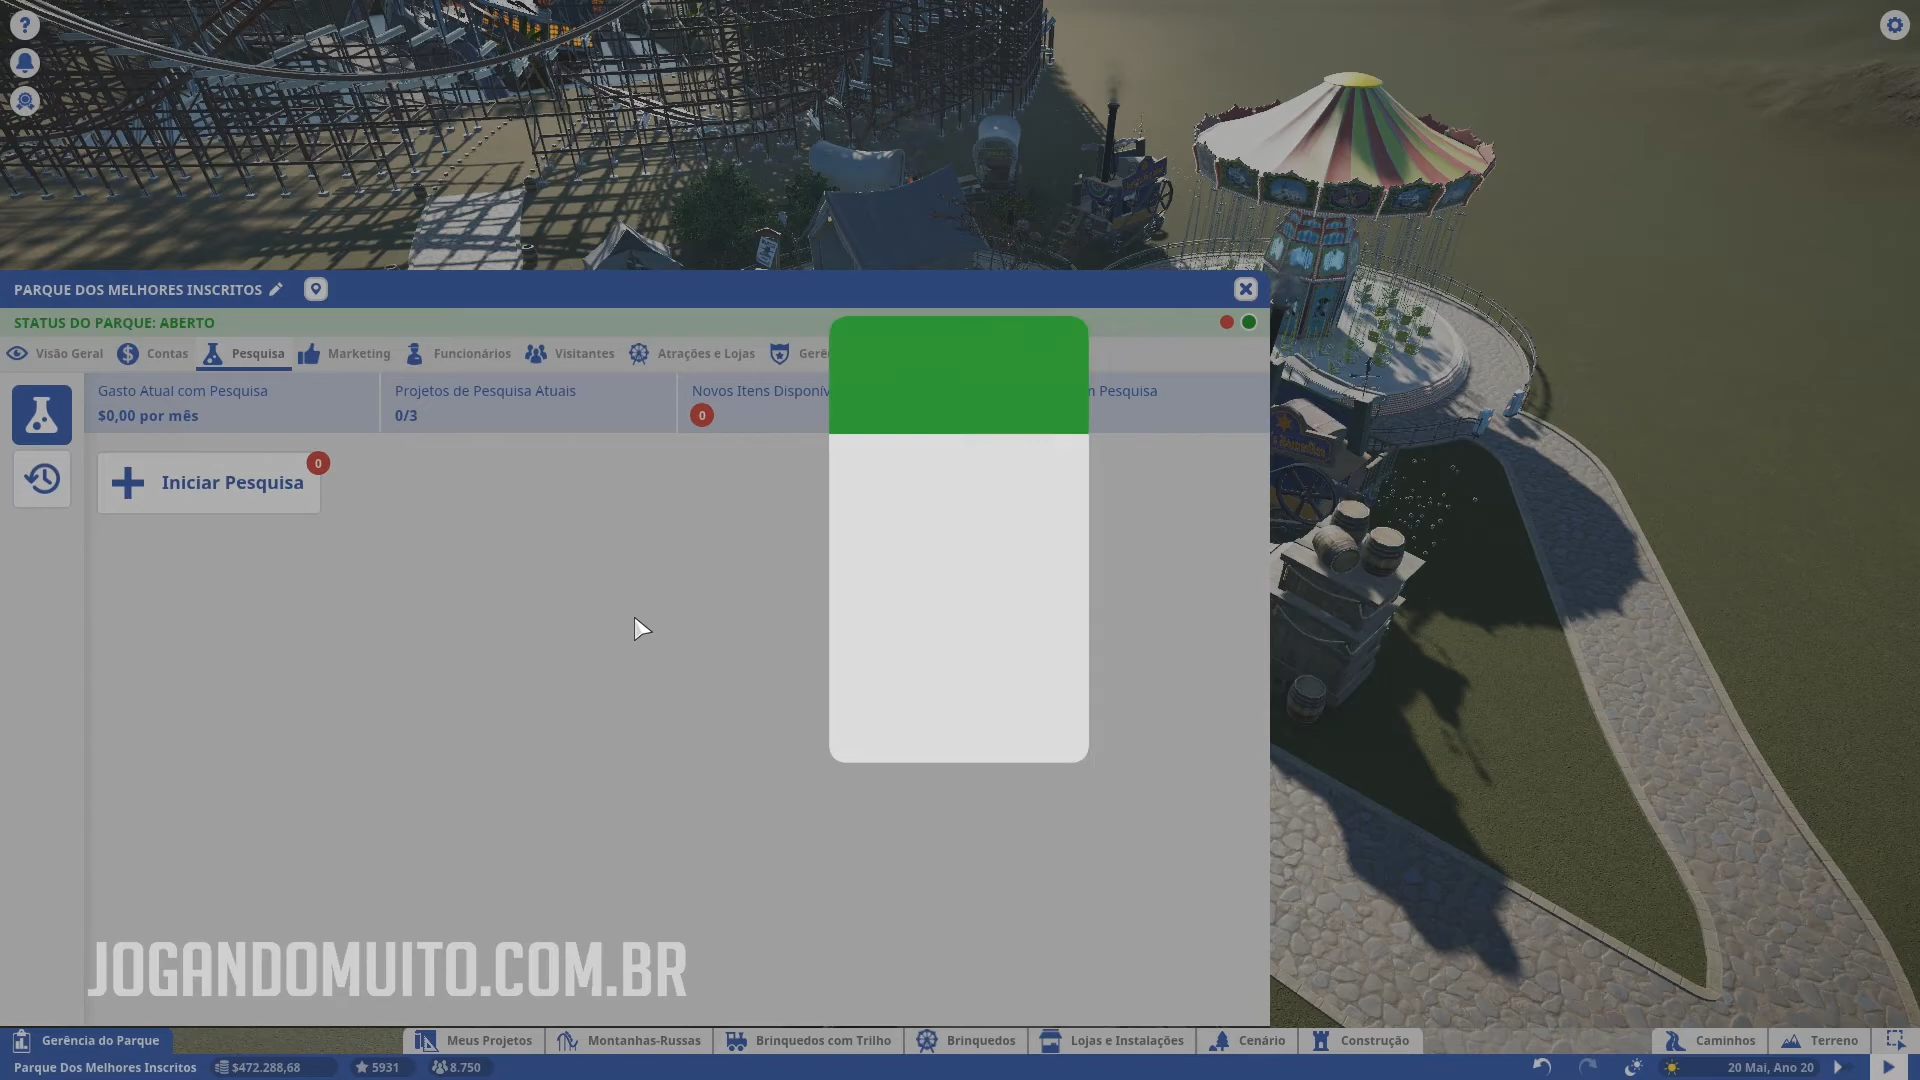 PARQUE DOS MELHORES INSCRITOS
STATUS DO PARQUE: ABERTO
Visão Geral
Contas
Pesquisa
Marketing
Funcionários
Visitantes
Atrações e Lojas
Gasto Atual com Pesquisa
$0,00 por mês
Projetos de Pesquisa Atuais
0/3
Novos Itens
0
Pesquisa
Iniciar Pesquisa
0
JOGANDOMUITO.COM.BR
Gerência do Parque
Meus Projetos
Montanhas-Russas
Brinquedos com Trilho
Brinquedos
Lojas e Instalações
Cenário
Construção
Caminhos
Terreno
Parque Dos Melhores Inscritos
$472.288,68
5931
8.750
20 Mai, Ano 20